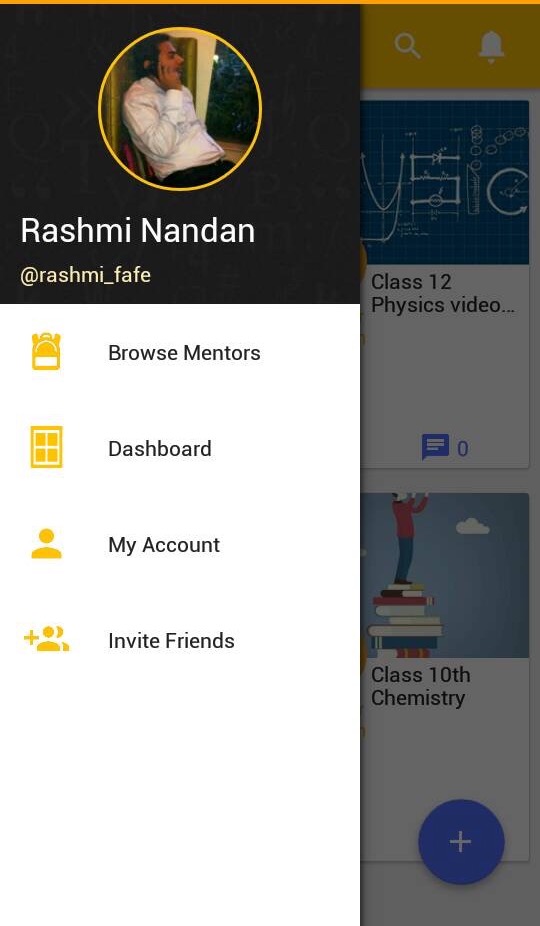 Rashmi Nandan
@rashmi_fafe
Browse Mentors
Dashboard
My Account
Invite Friends
Class 12
Physics video...
0
Class 10th
Chemistry